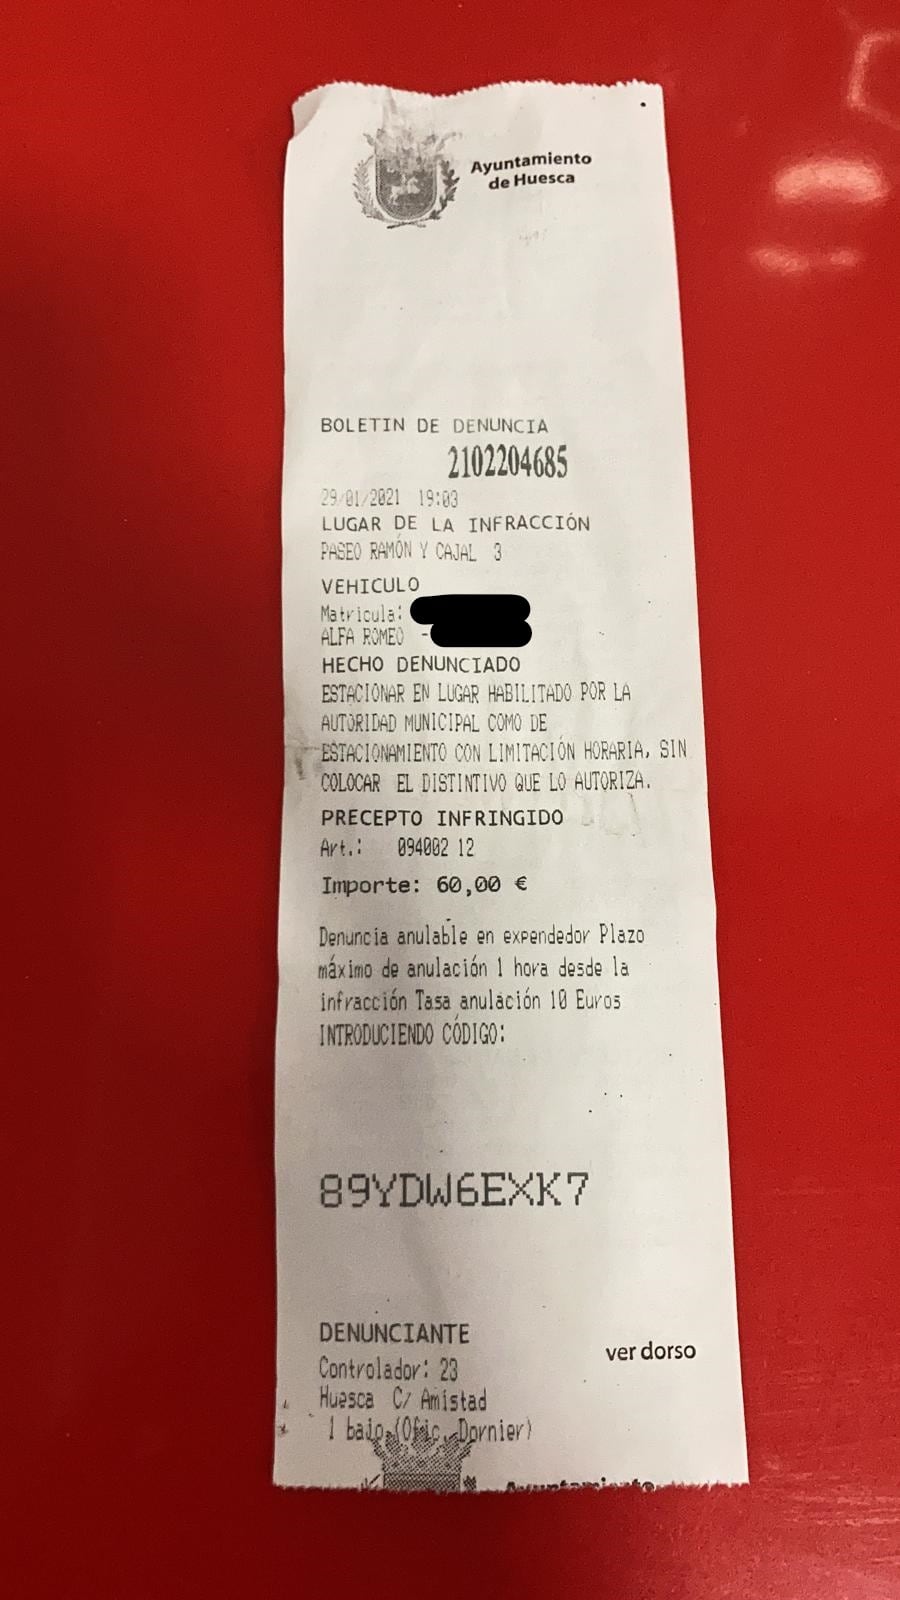 Ayuntamiento
de Huesca
BOLETIN DE DENUNCIA
2102204685
29/01/2021 19:03
LUGAR DE LA INFRACCIÓN
PASEO RAMÓN Y CAJAL 3
VEHICULO
Matricula:
ALFA ROMEO -
HECHO DENUNCIADO
ESTACIONAR EN LUGAR HABILITADO POR LA
AUTORIDAD MUNICIPAL COMO DE
ESTACIONAMIENTO CON LIMITACIÓN HORARIA, SIN
COLOCAR EL DISTINTIVO QUE LO AUTORIZA.
PRECEPTO INFRINGIDO
Art.: 094002 12
Importe: 60,00 €
Denuncia anulable en expendedor Plazo
máximo de anulación 1 hora desde la
infracción Tasa anulación 10 Euros
INTRODUCIENDO CÓDIGO:
89YDW6EXK7
DENUNCIANTE
ver dorso
Controlador: 23
Huesca C/ Amistad
1 bajo (Ofic. Dornier)
Ayuntamiento